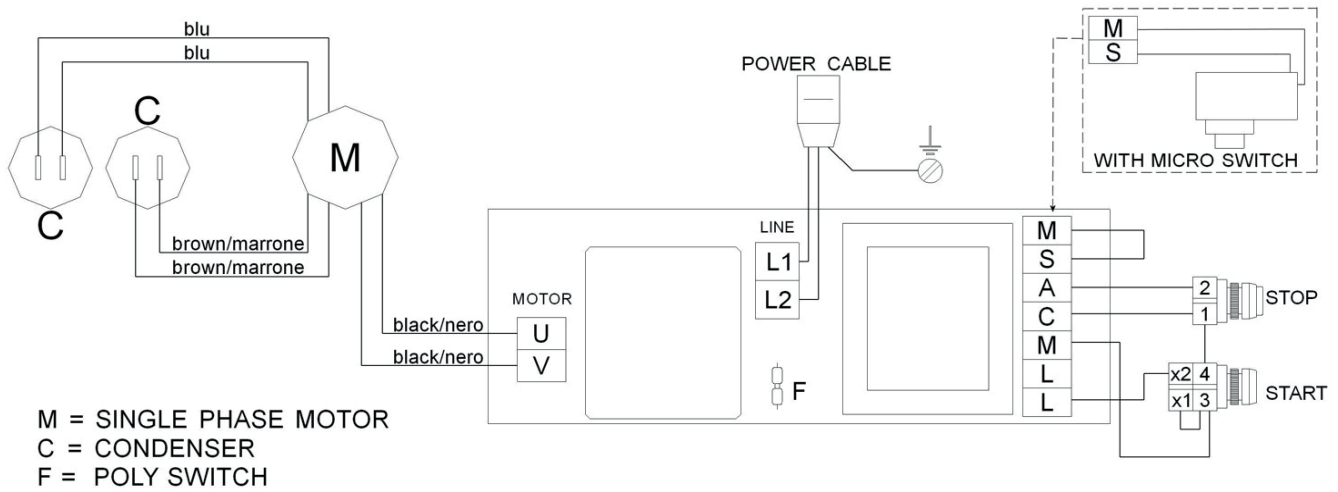 blu
blu
C
C
M
brown/marrone
brown/marrone
black/nero
black/nero
MOTOR
U
V
POWER CABLE
LINE
L1
L2
F
M
S
WITH MICRO SWITCH
M
S
A
C
M
L
L
2
1
STOP
x2 4
x1 3
START
M = SINGLE PHASE MOTOR
C = CONDENSER
F = POLY SWITCH